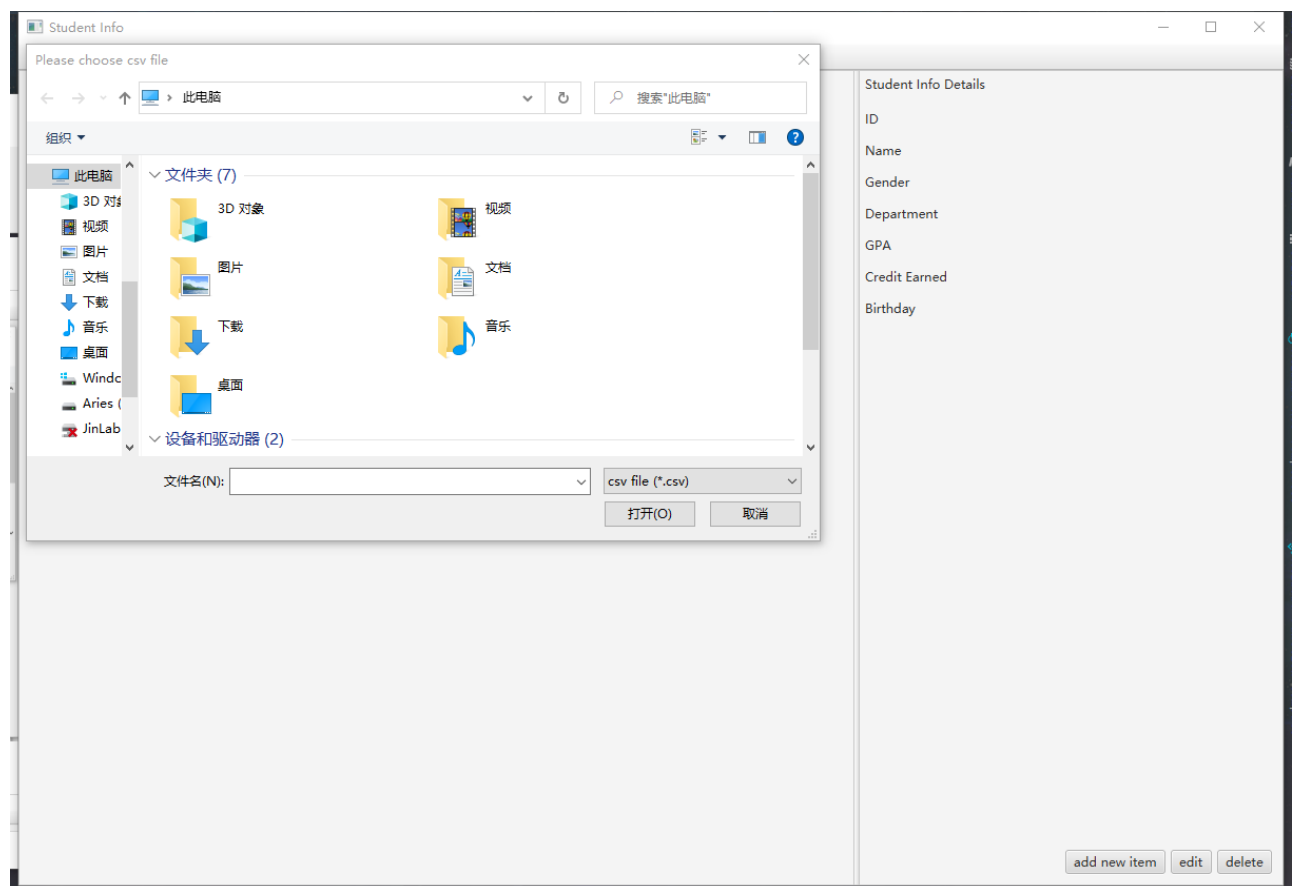 Student Info
Please choose csv file
此电脑
搜索"此电脑"
组织
此电脑
3D 对
视频
图片
文档
下载
音乐
桌面
Windc
Aries (
JinLab
文件夹 (7)
3D 对象
视频
图片
文档
下载
音乐
桌面
设备和驱动器 (2)
文件名(N):
csv file (*.csv)
打开(O)
取消
Student Info Details
ID
Name
Gender
Department
GPA
Credit Earned
Birthday
add new item
edit
delete